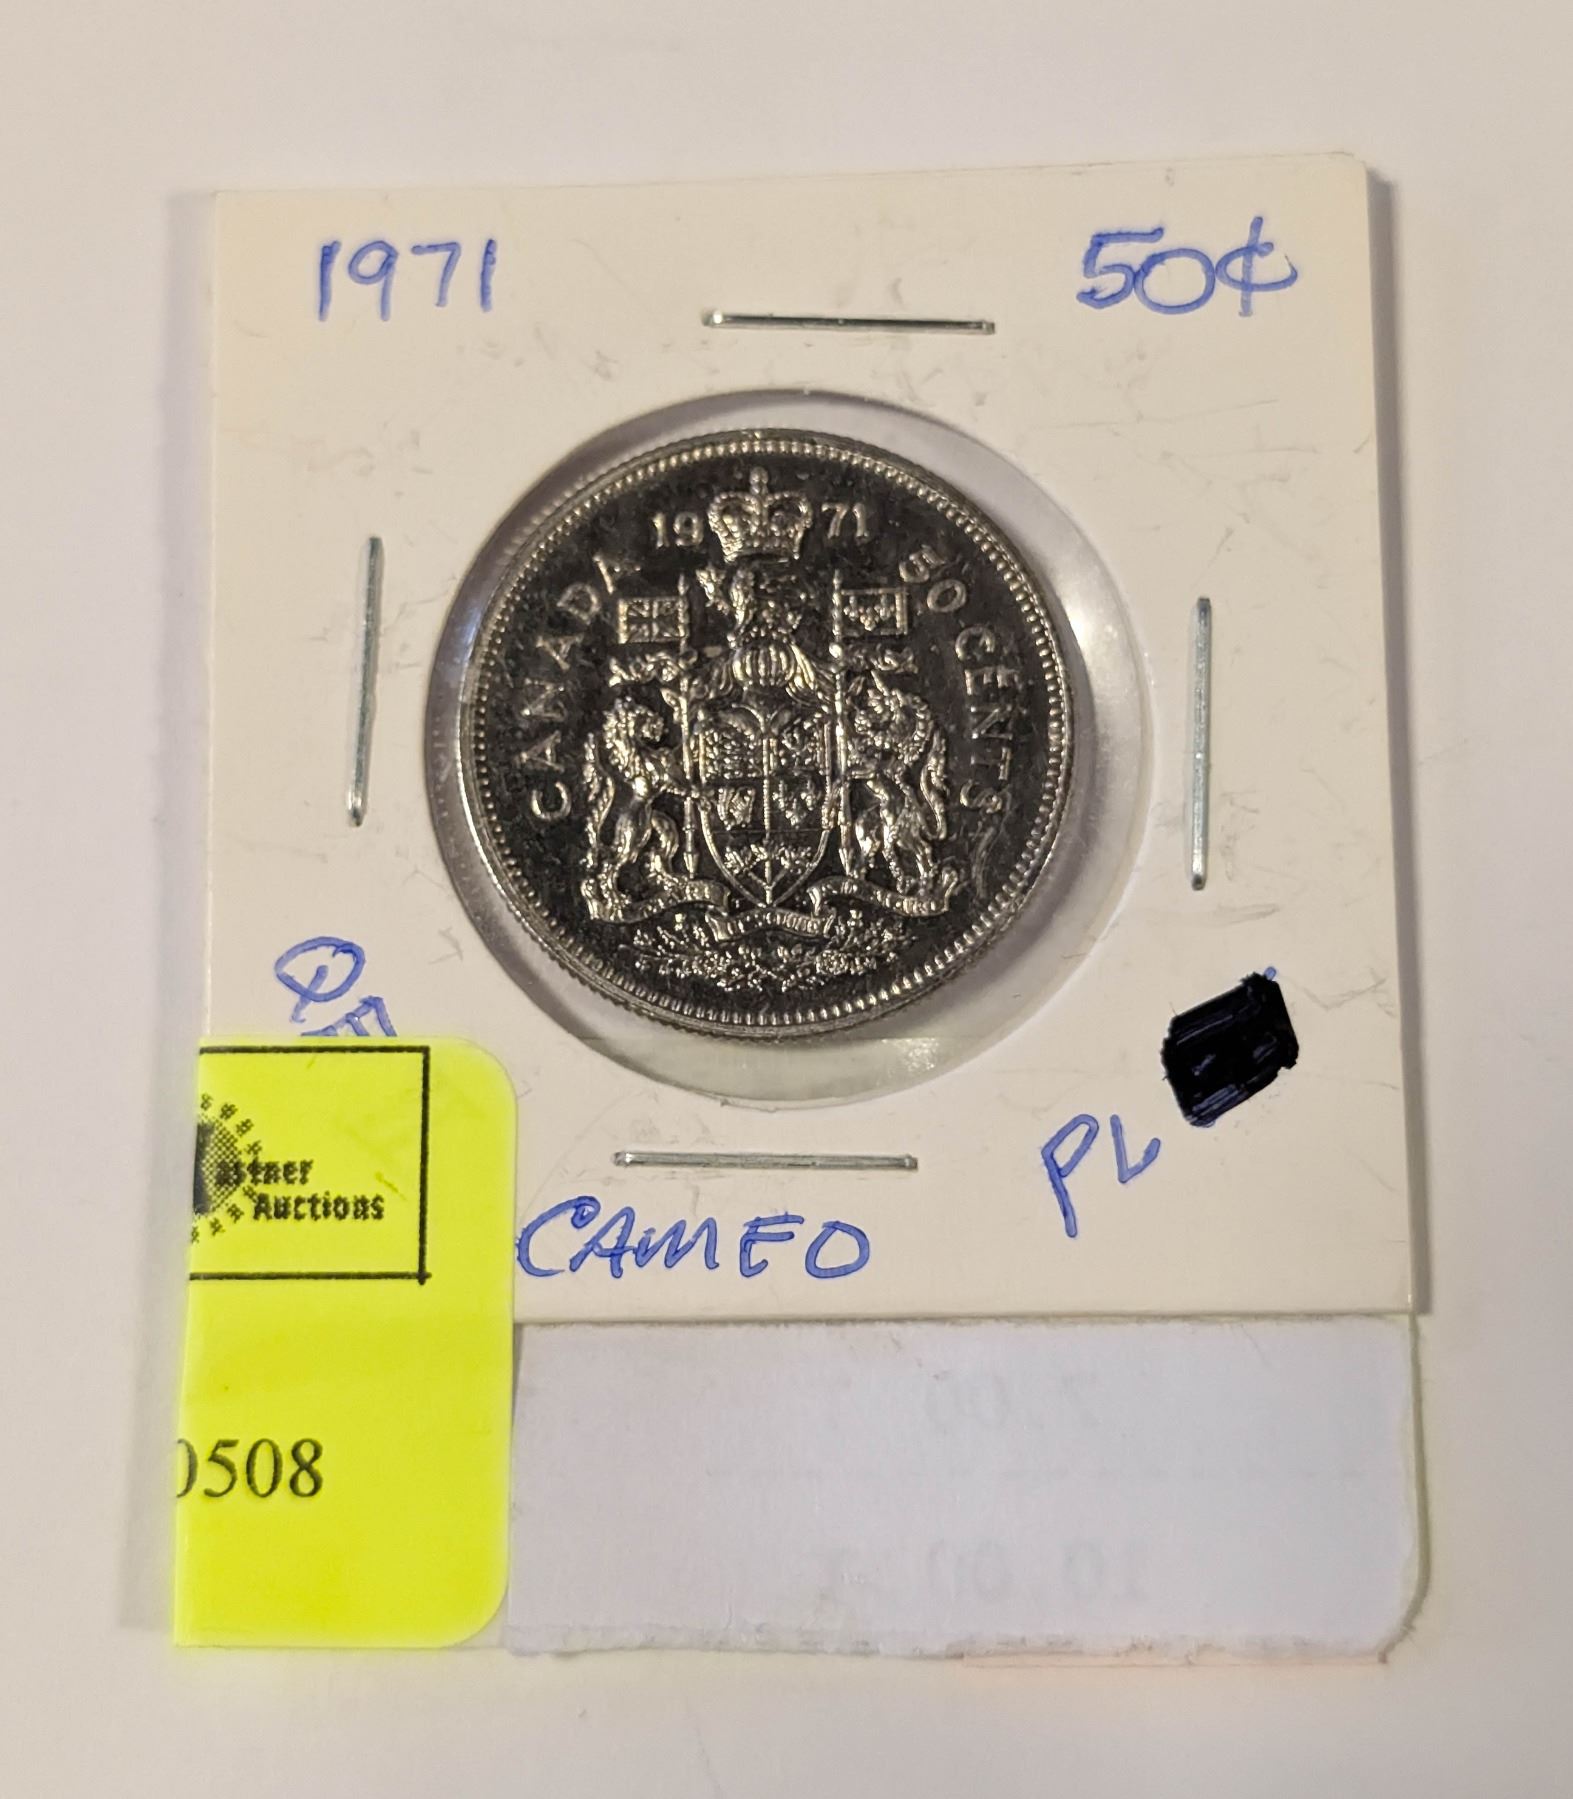 1971 50¢
19 71
CANADA 50 CENTS
PL
CAMEO
Auctions
0508